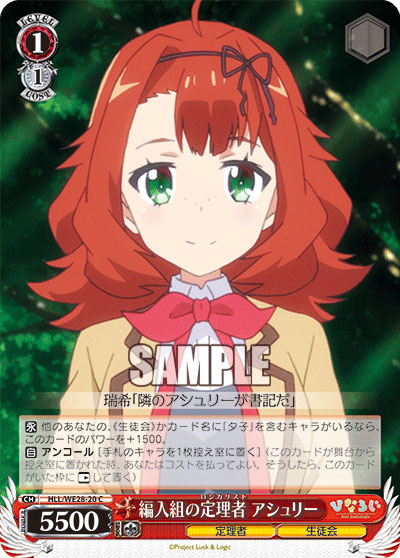 LEVEL
1
1
COST
SAMPLE
瑞希「隣のアシュリーが書記だ」
永 他のあなたの、《生徒会》かカード名に「夕子」を含むキャラがいるなら、
このカードのパワーを+1500。
自 アンコール [手札のキャラを1枚控え室に置く] (このカードが舞台から
控え室に置かれた時、あなたはコストを払ってよい。そうしたら、このカー
ドがいた枠に レスト して置く)
CH HLL/WE28-20 C
5500
ロジカリスト
編入組の定理者 アシュリー
ひなろじ
定理者
生徒会
©Project Luck & Logic